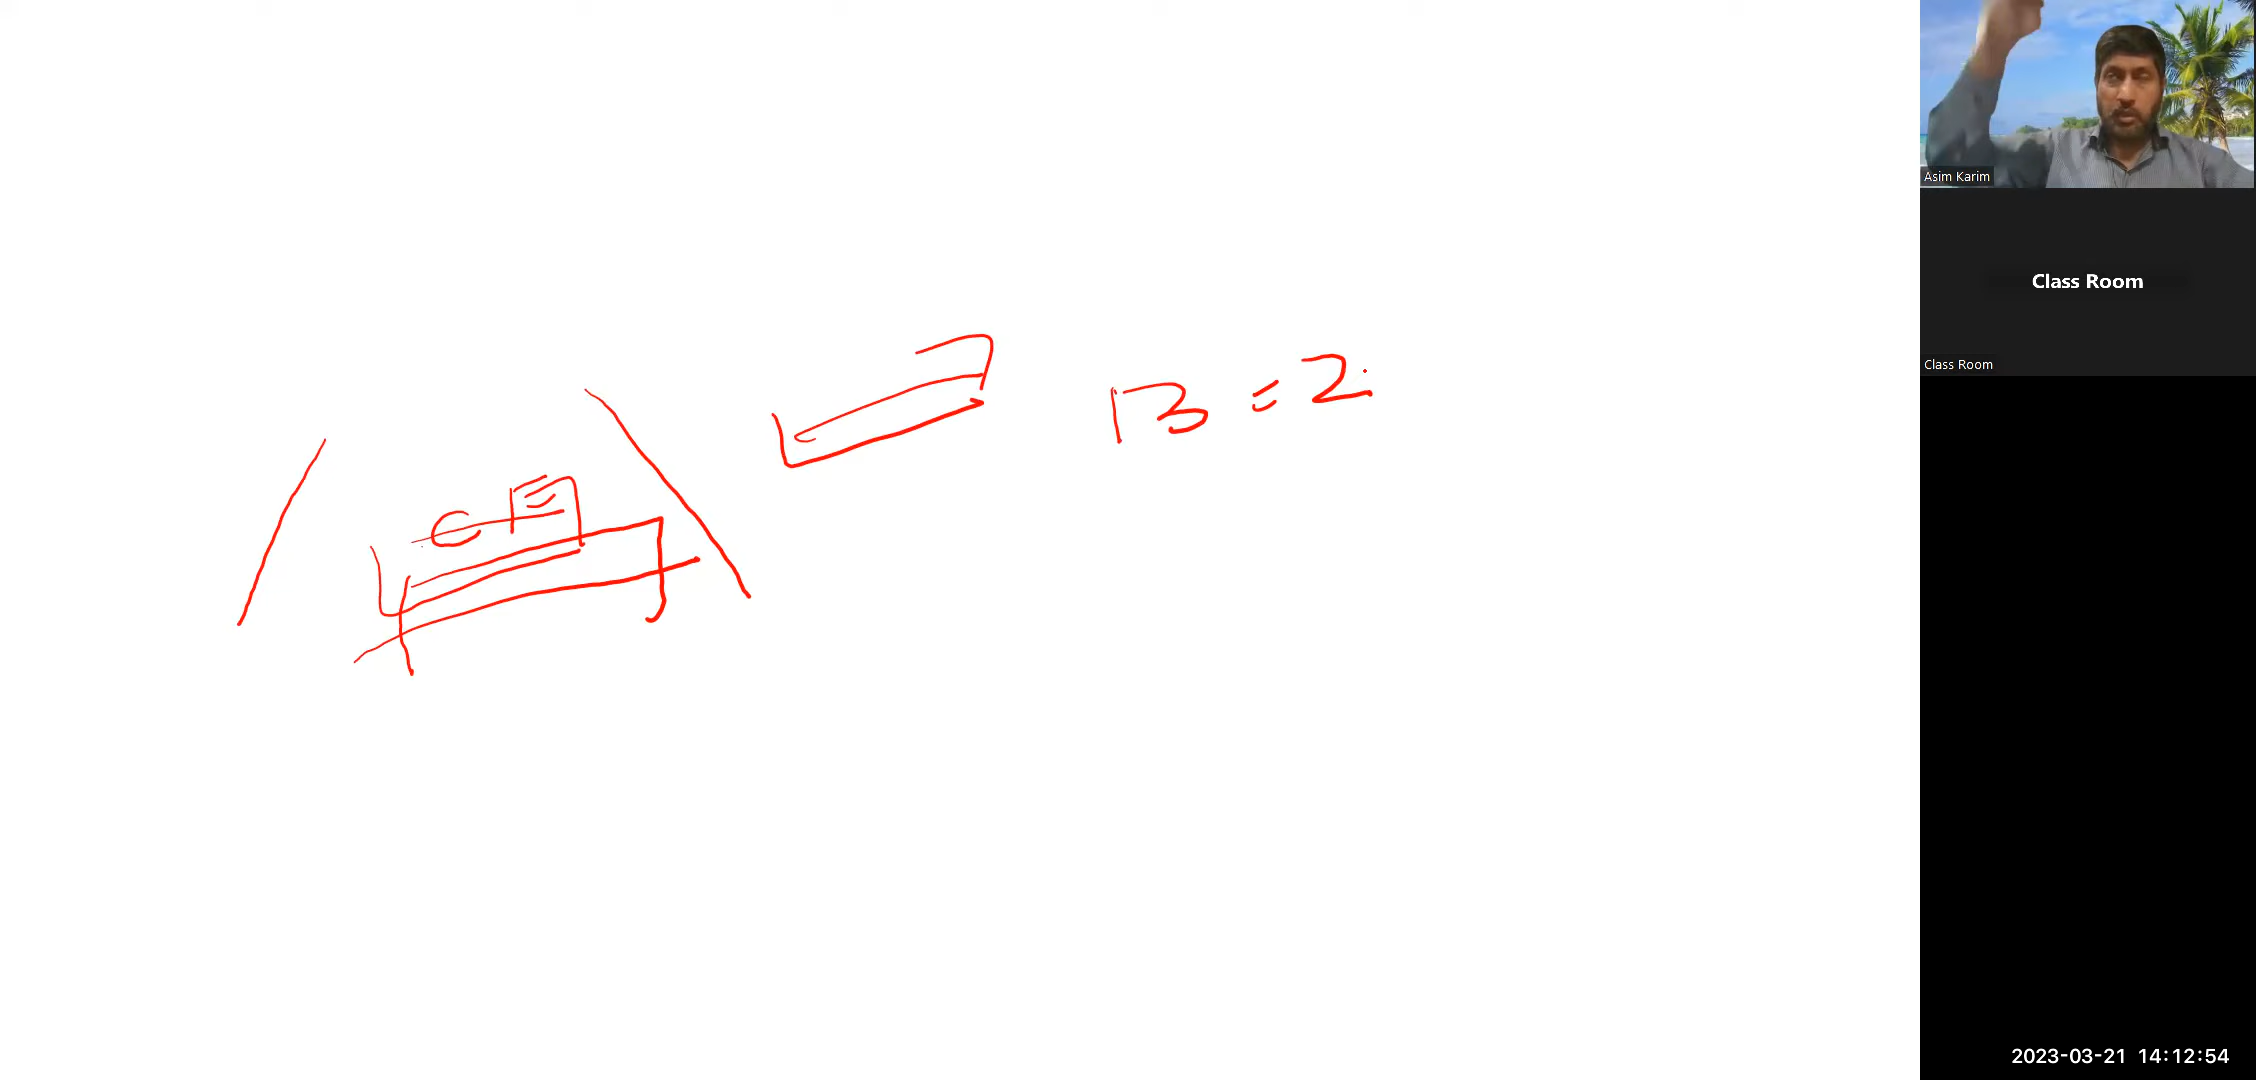 13 = 2
Asim Karim
Class Room
Class Room
2023-03-21 14:12:54